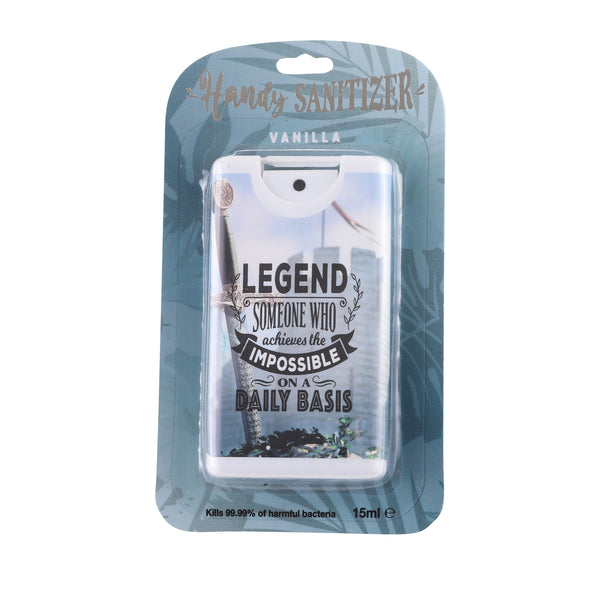 Handy SANITIZER
VANILLA
LEGEND
SOMEONE WHO
achieves the
IMPOSSIBLE
ON A
DAILY BASIS
Kills 99.99% of harmful bacteria 15ml ℮